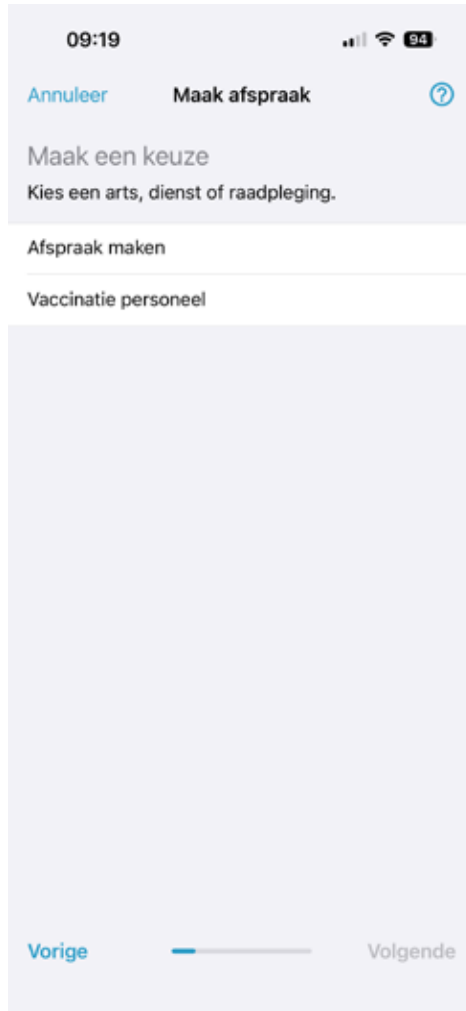 09:19
94
Annuleer Maak afspraak ?
Maak een keuze
Kies een arts, dienst of raadpleging.
Afspraak maken
Vaccinatie personeel
Vorige Volgende